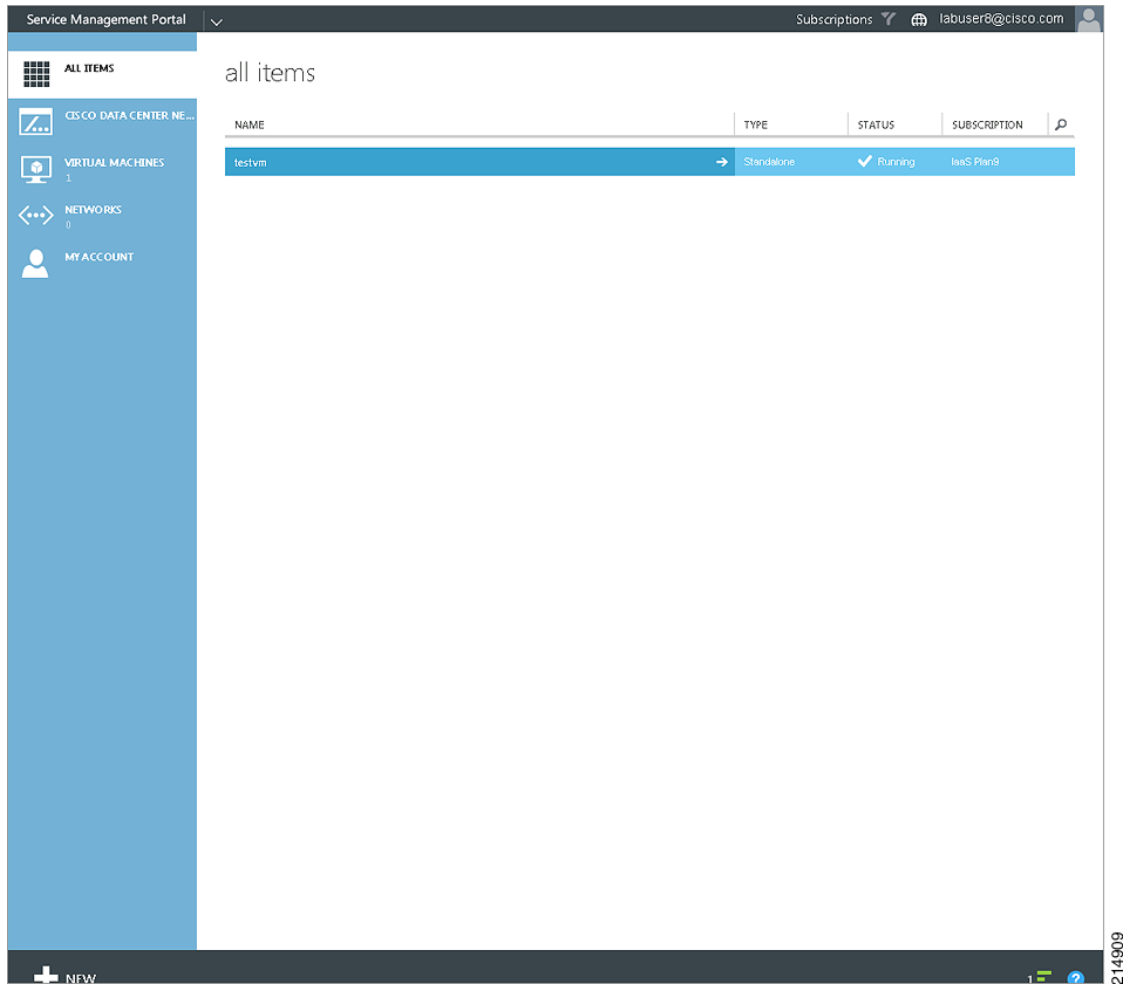 Service Management Portal
Subscriptions
labuser8@cisco.com
ALL ITEMS
CISCO DATA CENTER NE...
VIRTUAL MACHINES
1
NETWORKS
0
MY ACCOUNT
all items
NAME TYPE STATUS SUBSCRIPTION
testvm Standalone Running IaaS Plan9
NEW
1
?
214909